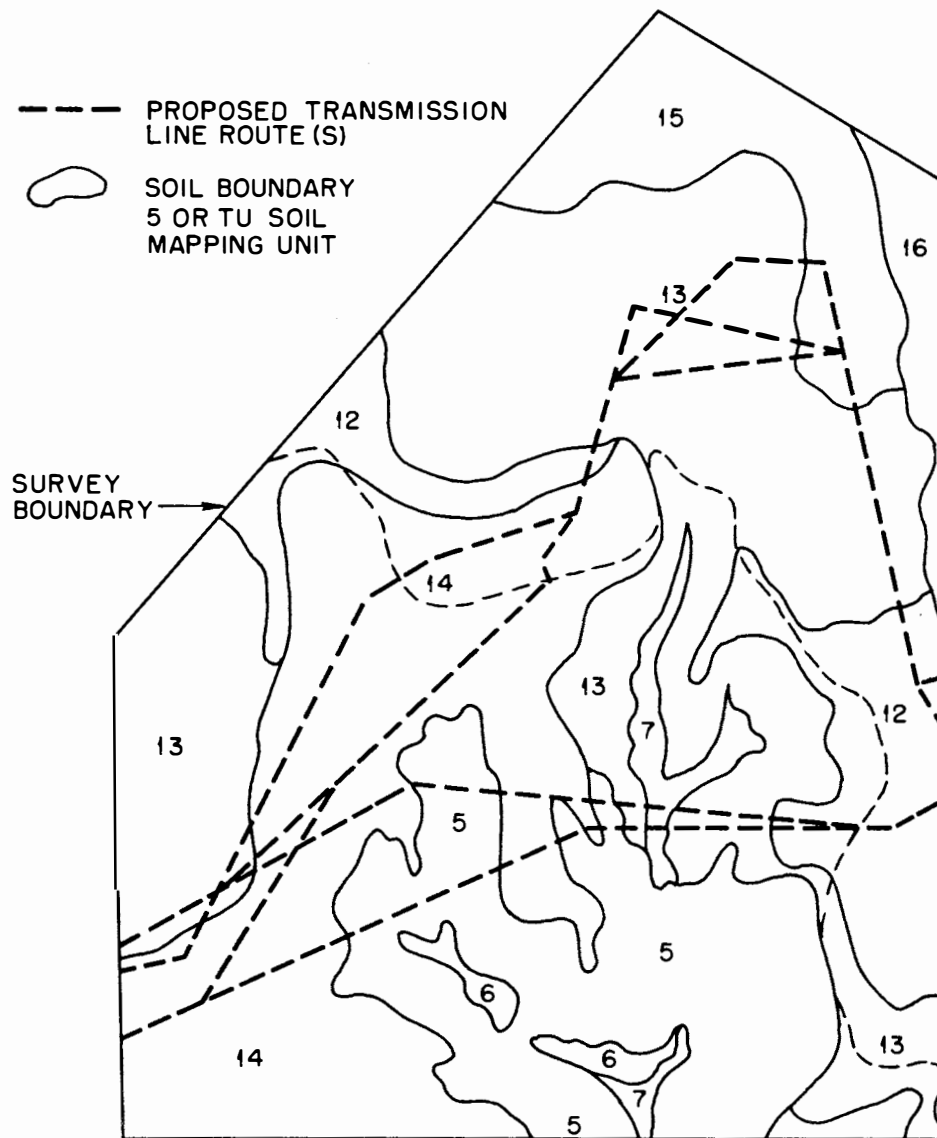 PROPOSED TRANSMISSION
LINE ROUTE(S)
SOIL BOUNDARY
5 OR TU SOIL
MAPPING UNIT
15
16
13
12
SURVEY
BOUNDARY
14
13
13
7
12
5
5
6
14
6
13
7
5